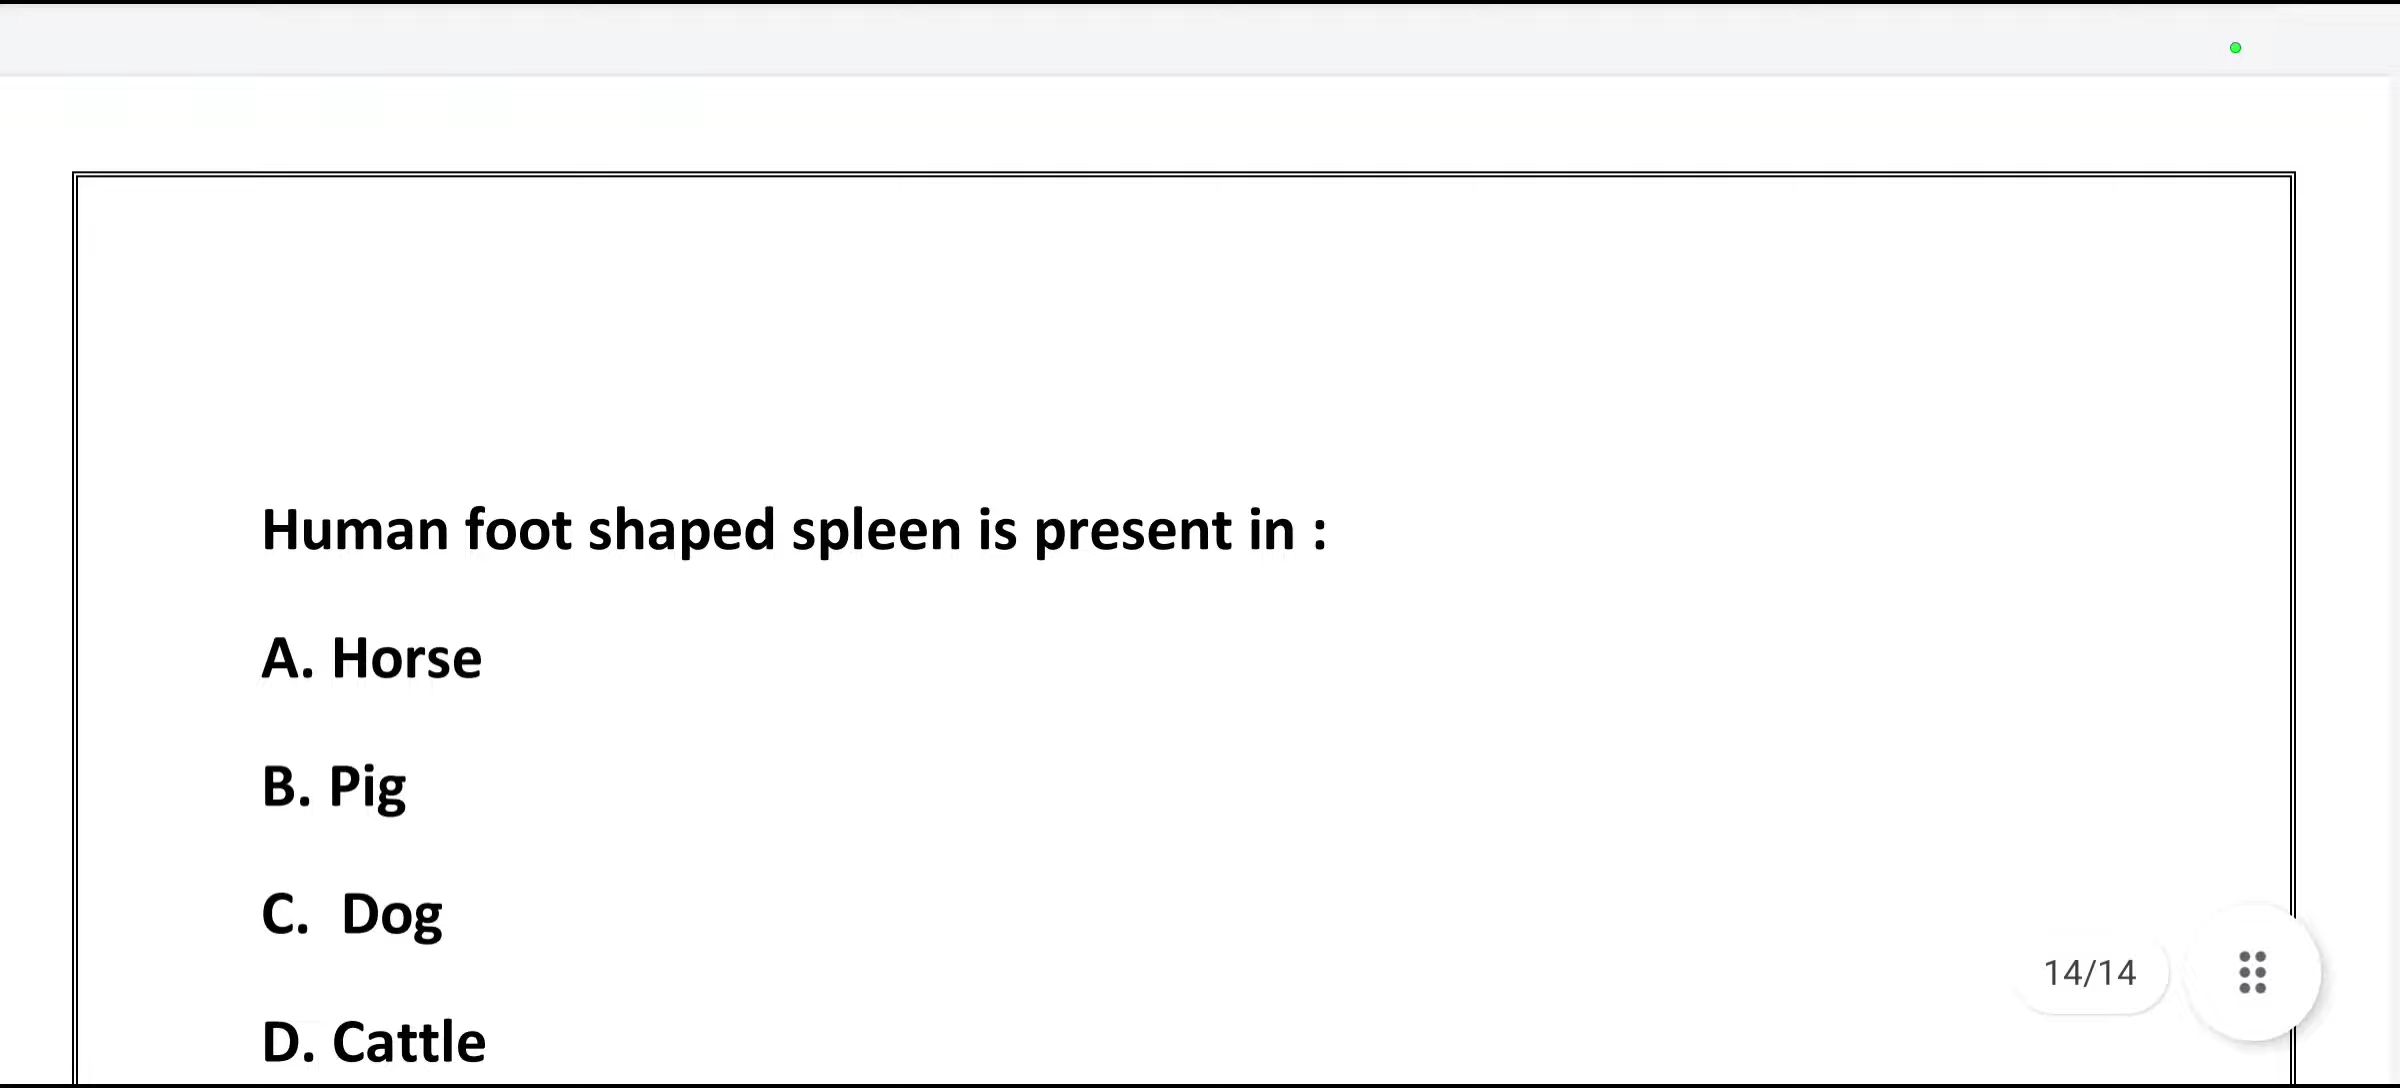 Human foot shaped spleen is present in :
A. Horse
B. Pig
C. Dog
D. Cattle
14/14